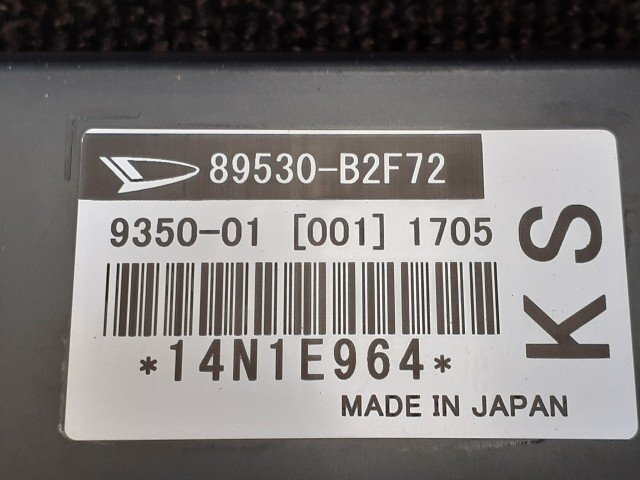 89530-B2F72
9350-01 [001] 1705
*14N1E964*
MADE IN JAPAN
KS